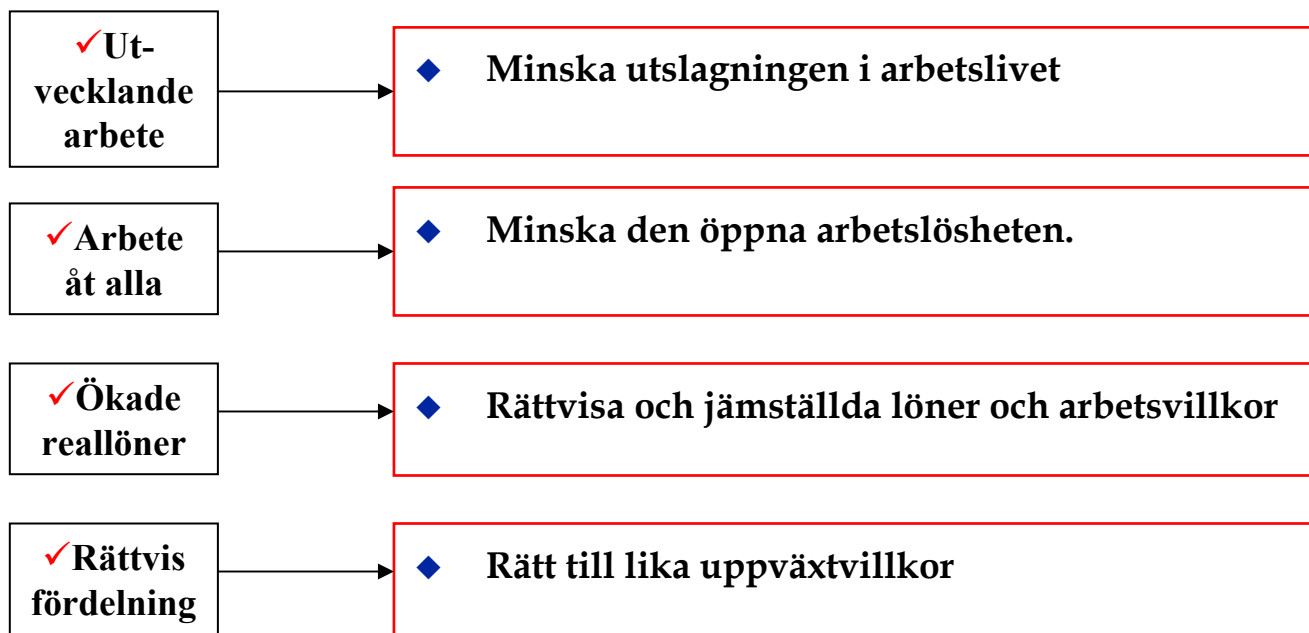 ✓Ut-
vecklande
arbete
◆ Minska utslagningen i arbetslivet
✓Arbete
åt alla
◆ Minska den öppna arbetslösheten.
✓Ökade
reallöner
◆ Rättvisa och jämställda löner och arbetsvillkor
✓Rättvis
fördelning
◆ Rätt till lika uppväxtvillkor